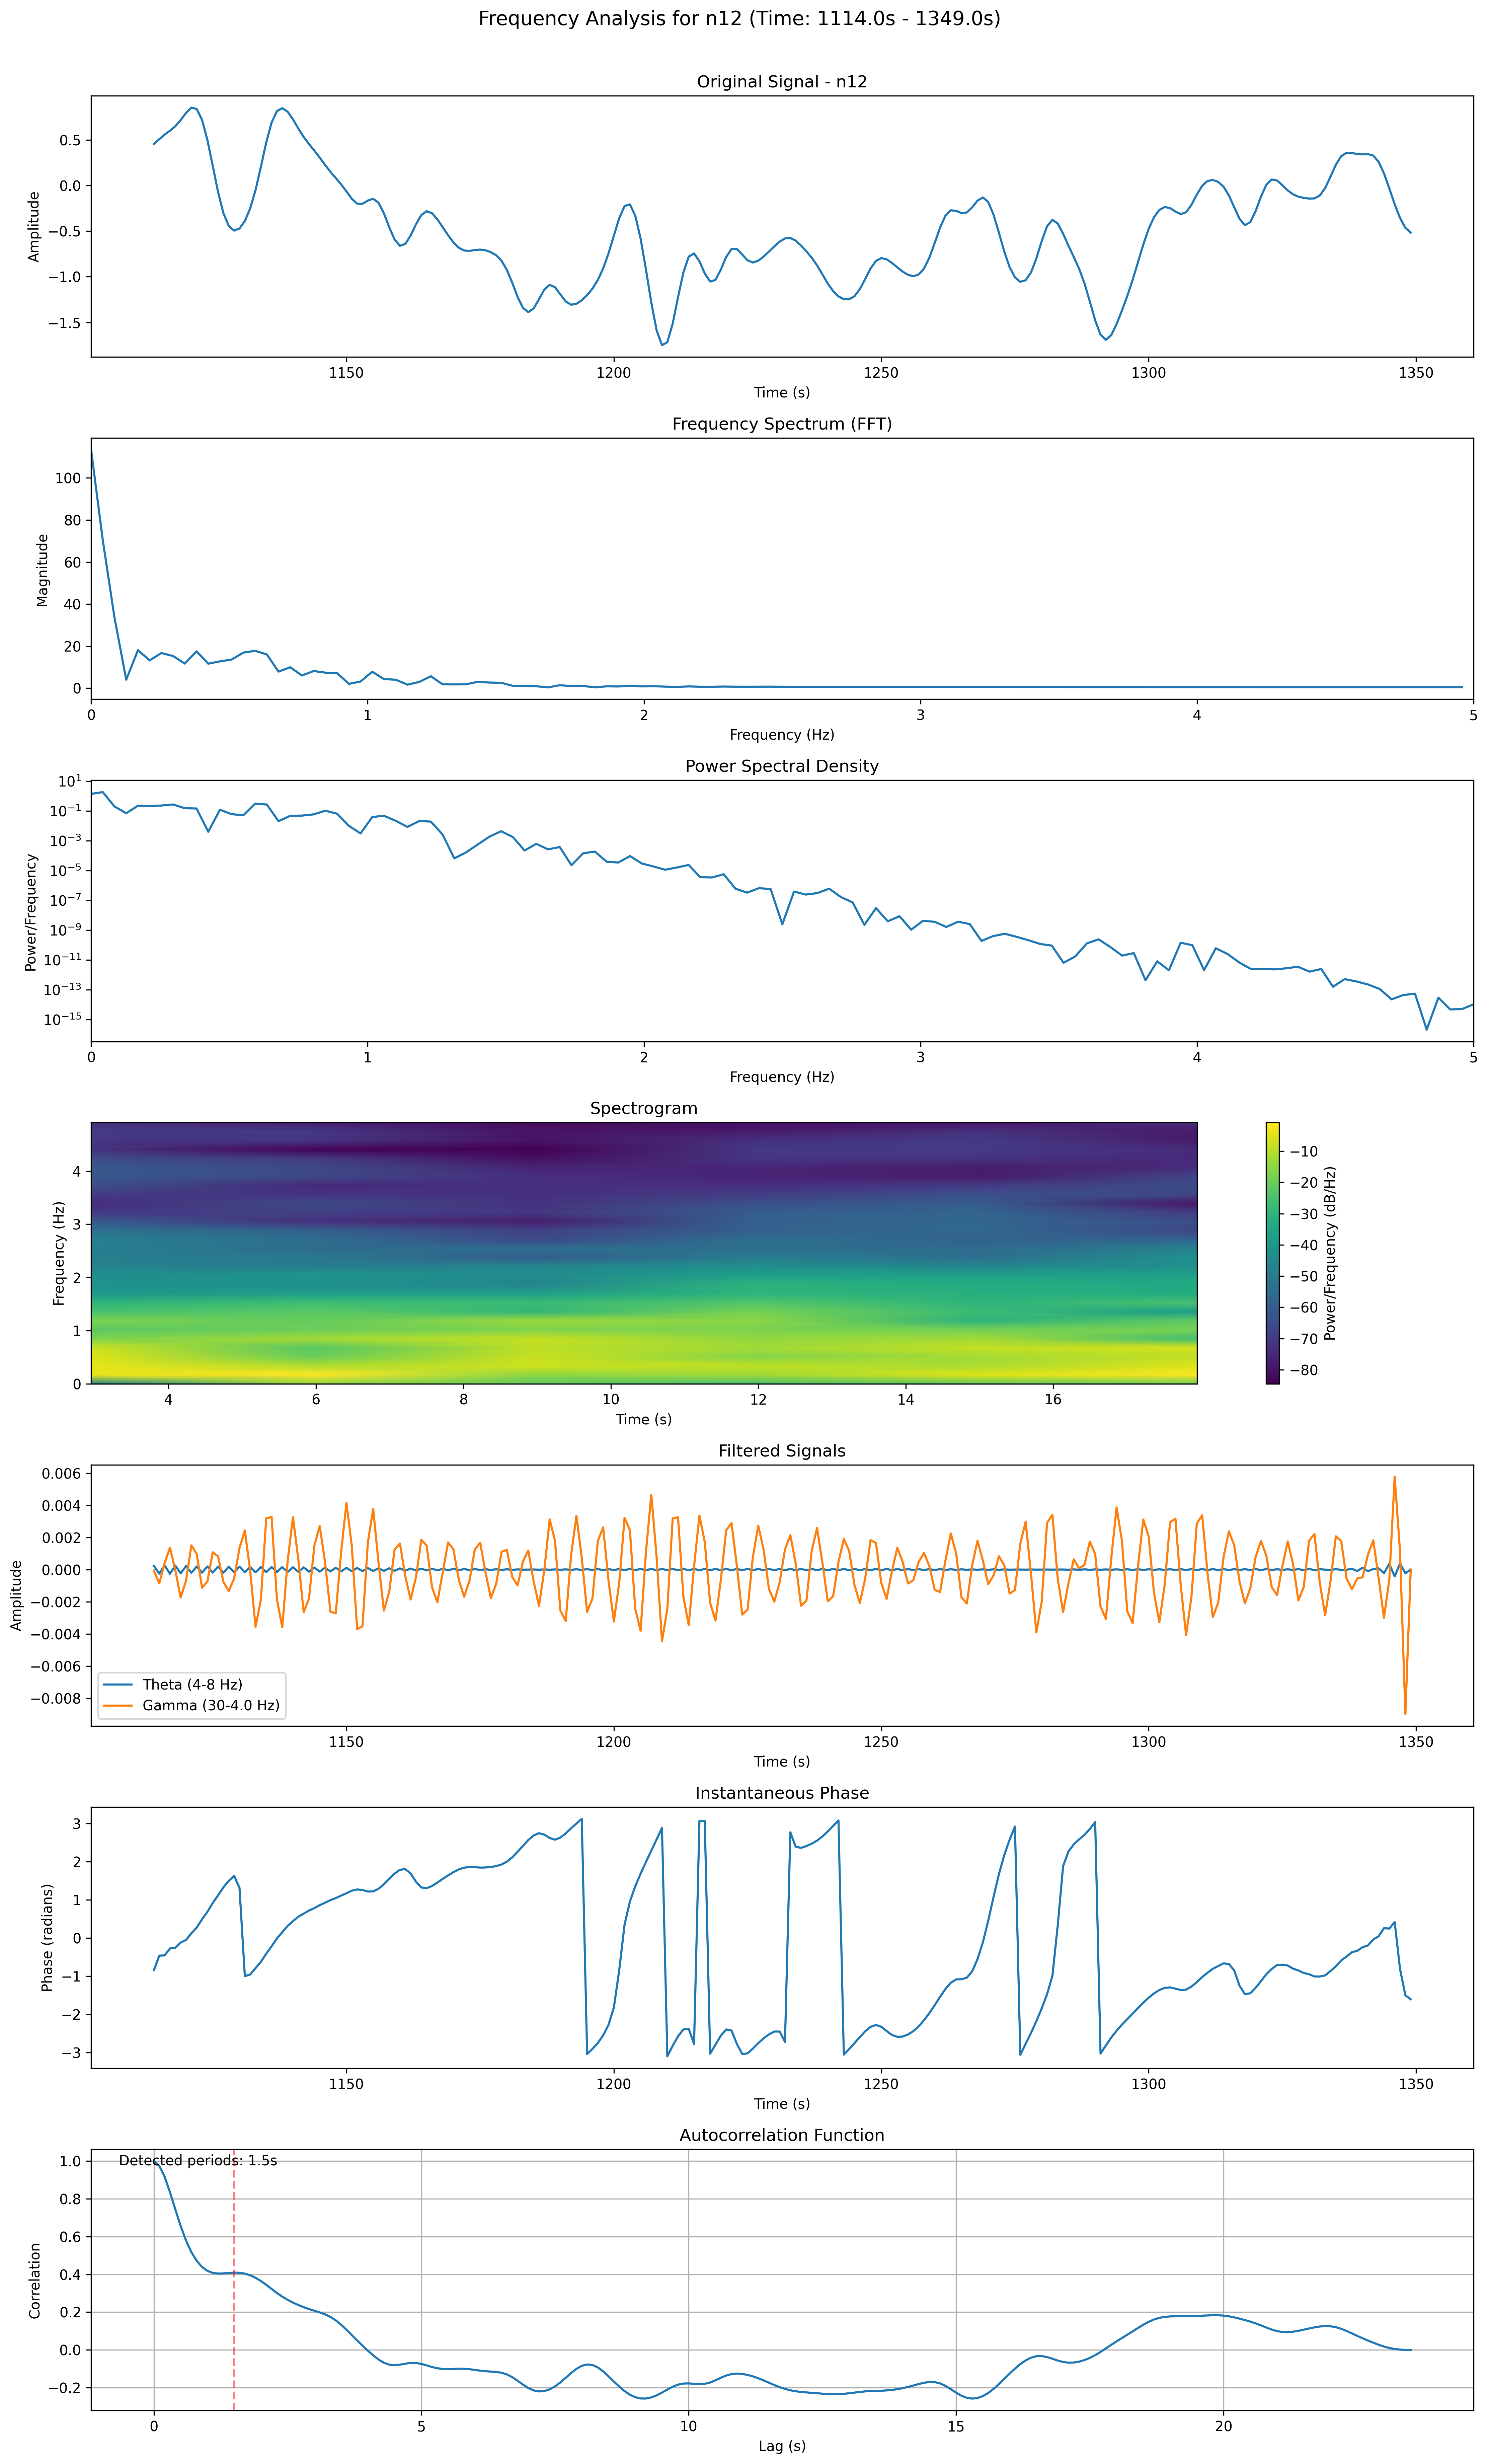 Frequency Analysis for n12 (Time: 1114.0s - 1349.0s)
Original Signal - n12
Amplitude
0.5
0.0
−0.5
−1.0
−1.5
1150 1200 1250 1300 1350
Time (s)
Frequency Spectrum (FFT)
Magnitude
100
80
60
40
20
0
0 1 2 3 4 5
Frequency (Hz)
Power Spectral Density
Power/Frequency
10¹
10⁻¹
10⁻³
10⁻⁵
10⁻⁷
10⁻⁹
10⁻¹¹
10⁻¹³
10⁻¹⁵
0 1 2 3 4 5
Frequency (Hz)
Spectrogram
Frequency (Hz)
4
3
2
1
0
4 6 8 10 12 14 16
Time (s)
−10
−20
−30
−40
−50
−60
−70
−80
Power/Frequency (dB/Hz)
Filtered Signals
Amplitude
0.006
0.004
0.002
0.000
−0.002
−0.004
−0.006
−0.008
Theta (4-8 Hz)
Gamma (30-4.0 Hz)
1150 1200 1250 1300 1350
Time (s)
Instantaneous Phase
Phase (radians)
3
2
1
0
−1
−2
−3
1150 1200 1250 1300 1350
Time (s)
Autocorrelation Function
Detected periods: 1.5s
Correlation
1.0
0.8
0.6
0.4
0.2
0.0
−0.2
0 5 10 15 20
Lag (s)